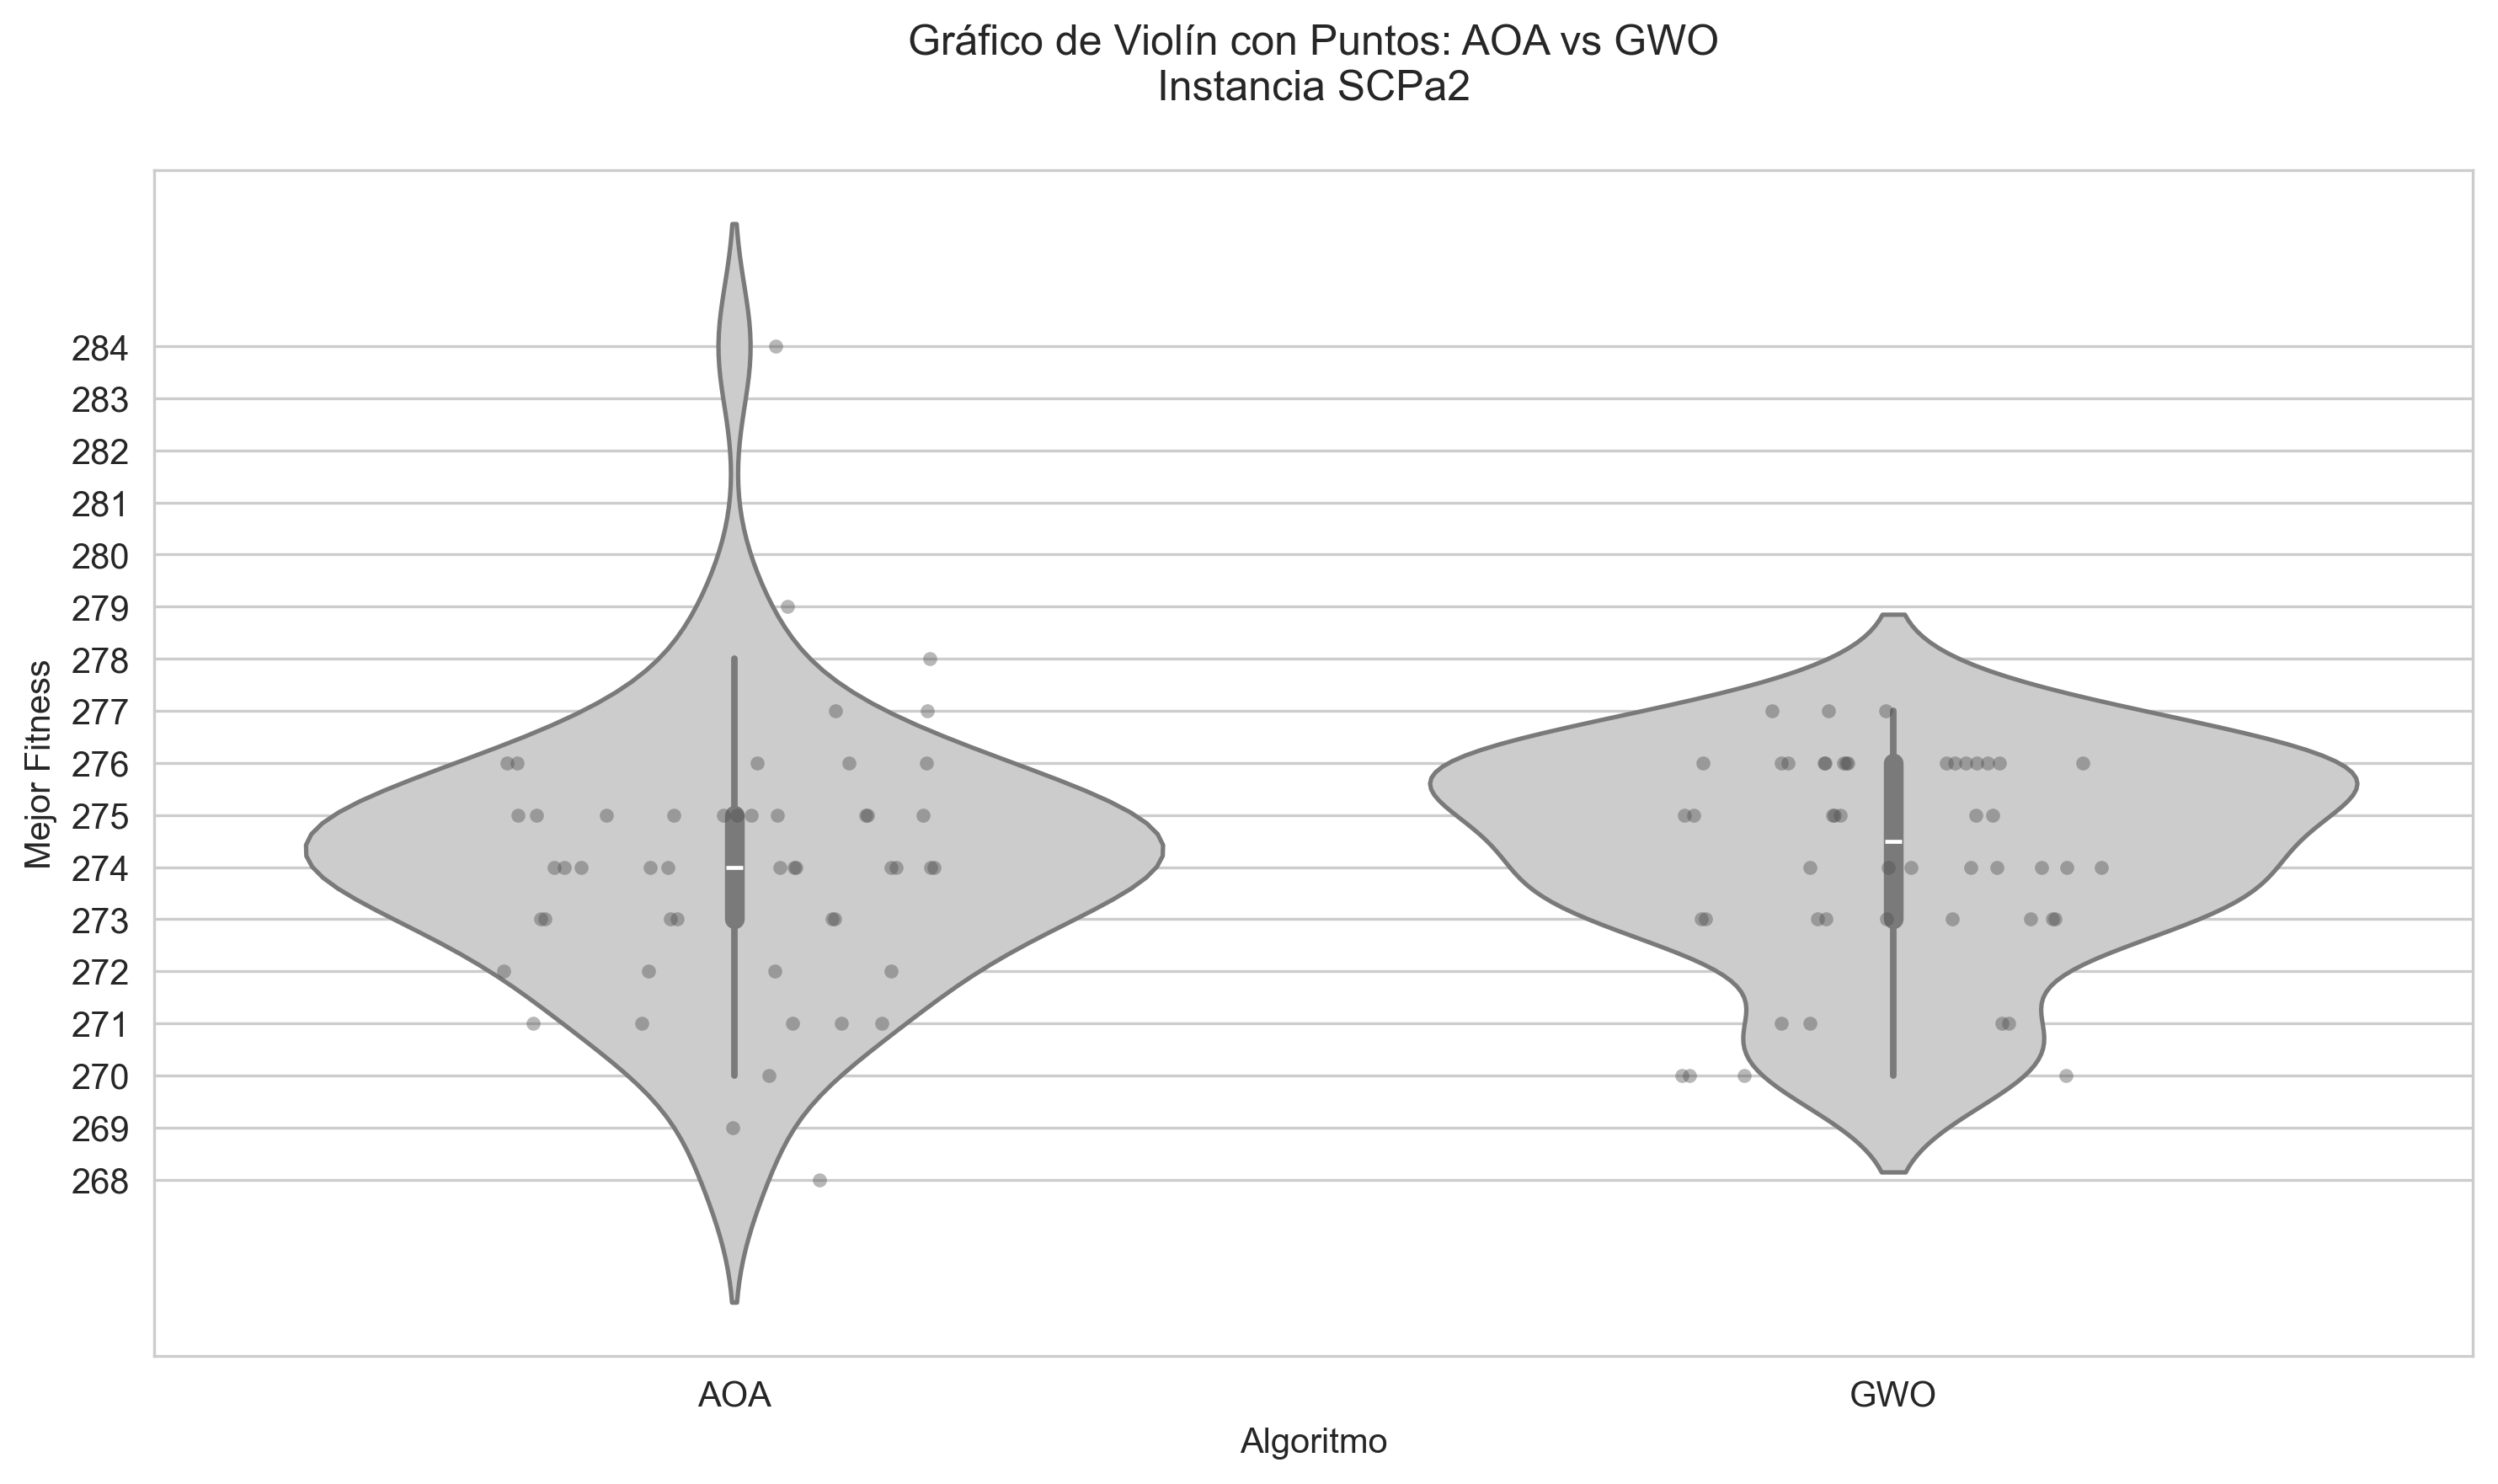 Gráfico de Violín con Puntos: AOA vs GWO
Instancia SCPa2
Mejor Fitness
284
283
282
281
280
279
278
277
276
275
274
273
272
271
270
269
268
AOA
GWO
Algoritmo